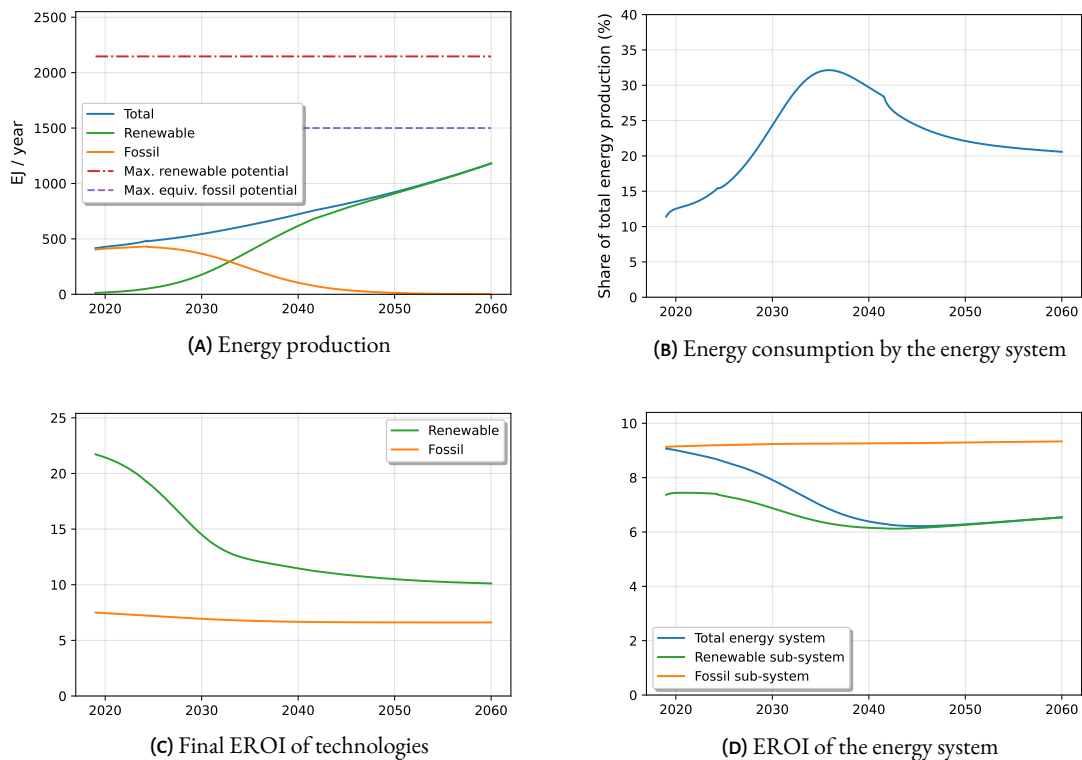 2500
2000
1500
1000
500
0
EJ / year
Total
Renewable
Fossil
Max. renewable potential
Max. equiv. fossil potential
2020 2030 2040 2050 2060
(A) Energy production
40
35
30
25
20
15
10
5
0
Share of total energy production (%)
2020 2030 2040 2050 2060
(B) Energy consumption by the energy system
25
20
15
10
5
0
Renewable
Fossil
2020 2030 2040 2050 2060
(C) Final EROI of technologies
10
8
6
4
2
0
Total energy system
Renewable sub-system
Fossil sub-system
2020 2030 2040 2050 2060
(D) EROI of the energy system